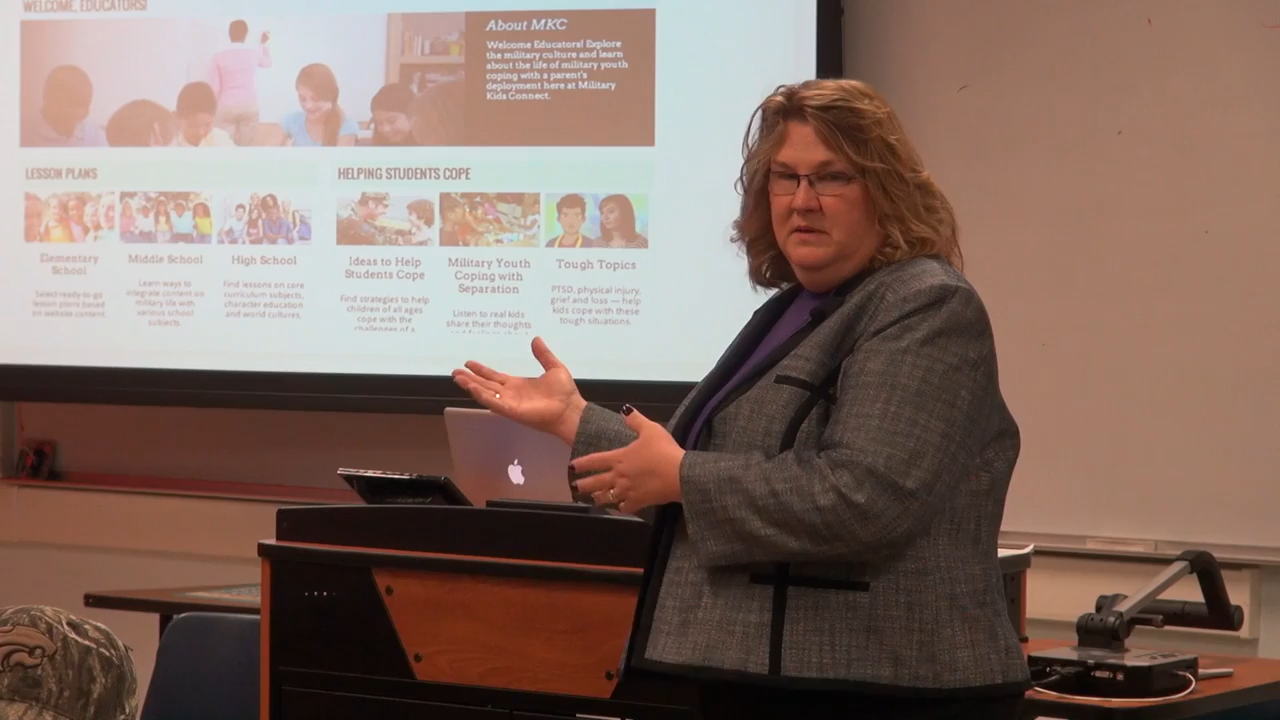 WELCOME, EDUCATORS!
About MKC
Welcome Educators! Explore
the military culture and learn
about the life of military youth
coping with a parent's
deployment here at Military
Kids Connect.
LESSON PLANS
HELPING STUDENTS COPE
Elementary
School
Select ready-to-go
lesson plans based
on website content.
Middle School
Learn ways to
integrate content on
military life with
various school
subjects.
High School
Find lessons on core
curriculum subjects,
character education
and world cultures.
Ideas to Help
Students Cope
Find strategies to help
children of all ages
cope with the
challenges of a
Military Youth
Coping with
Separation
Listen to real kids
share their thoughts
and feelings about
Tough Topics
PTSD, physical injury,
grief and loss — help
kids cope with these
tough situations.